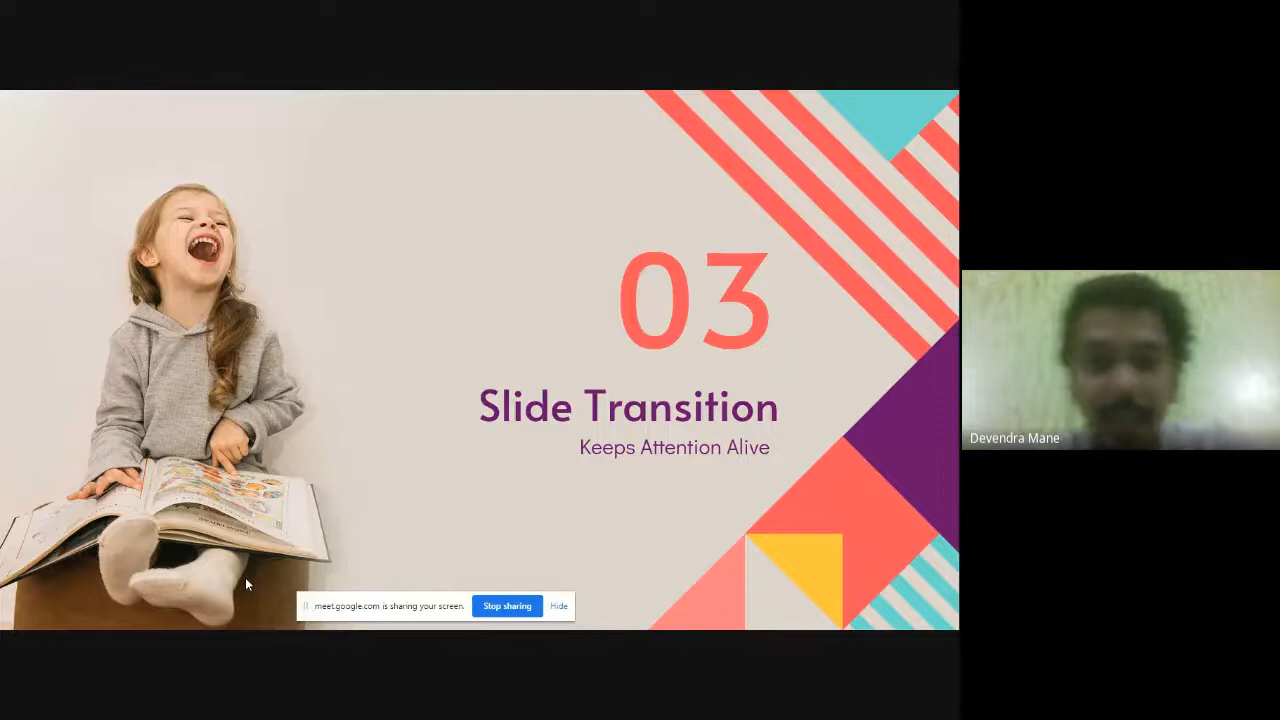 03
Slide Transition
Keeps Attention Alive
meet.google.com is sharing your screen.
Stop sharing
Hide
Devendra Mane